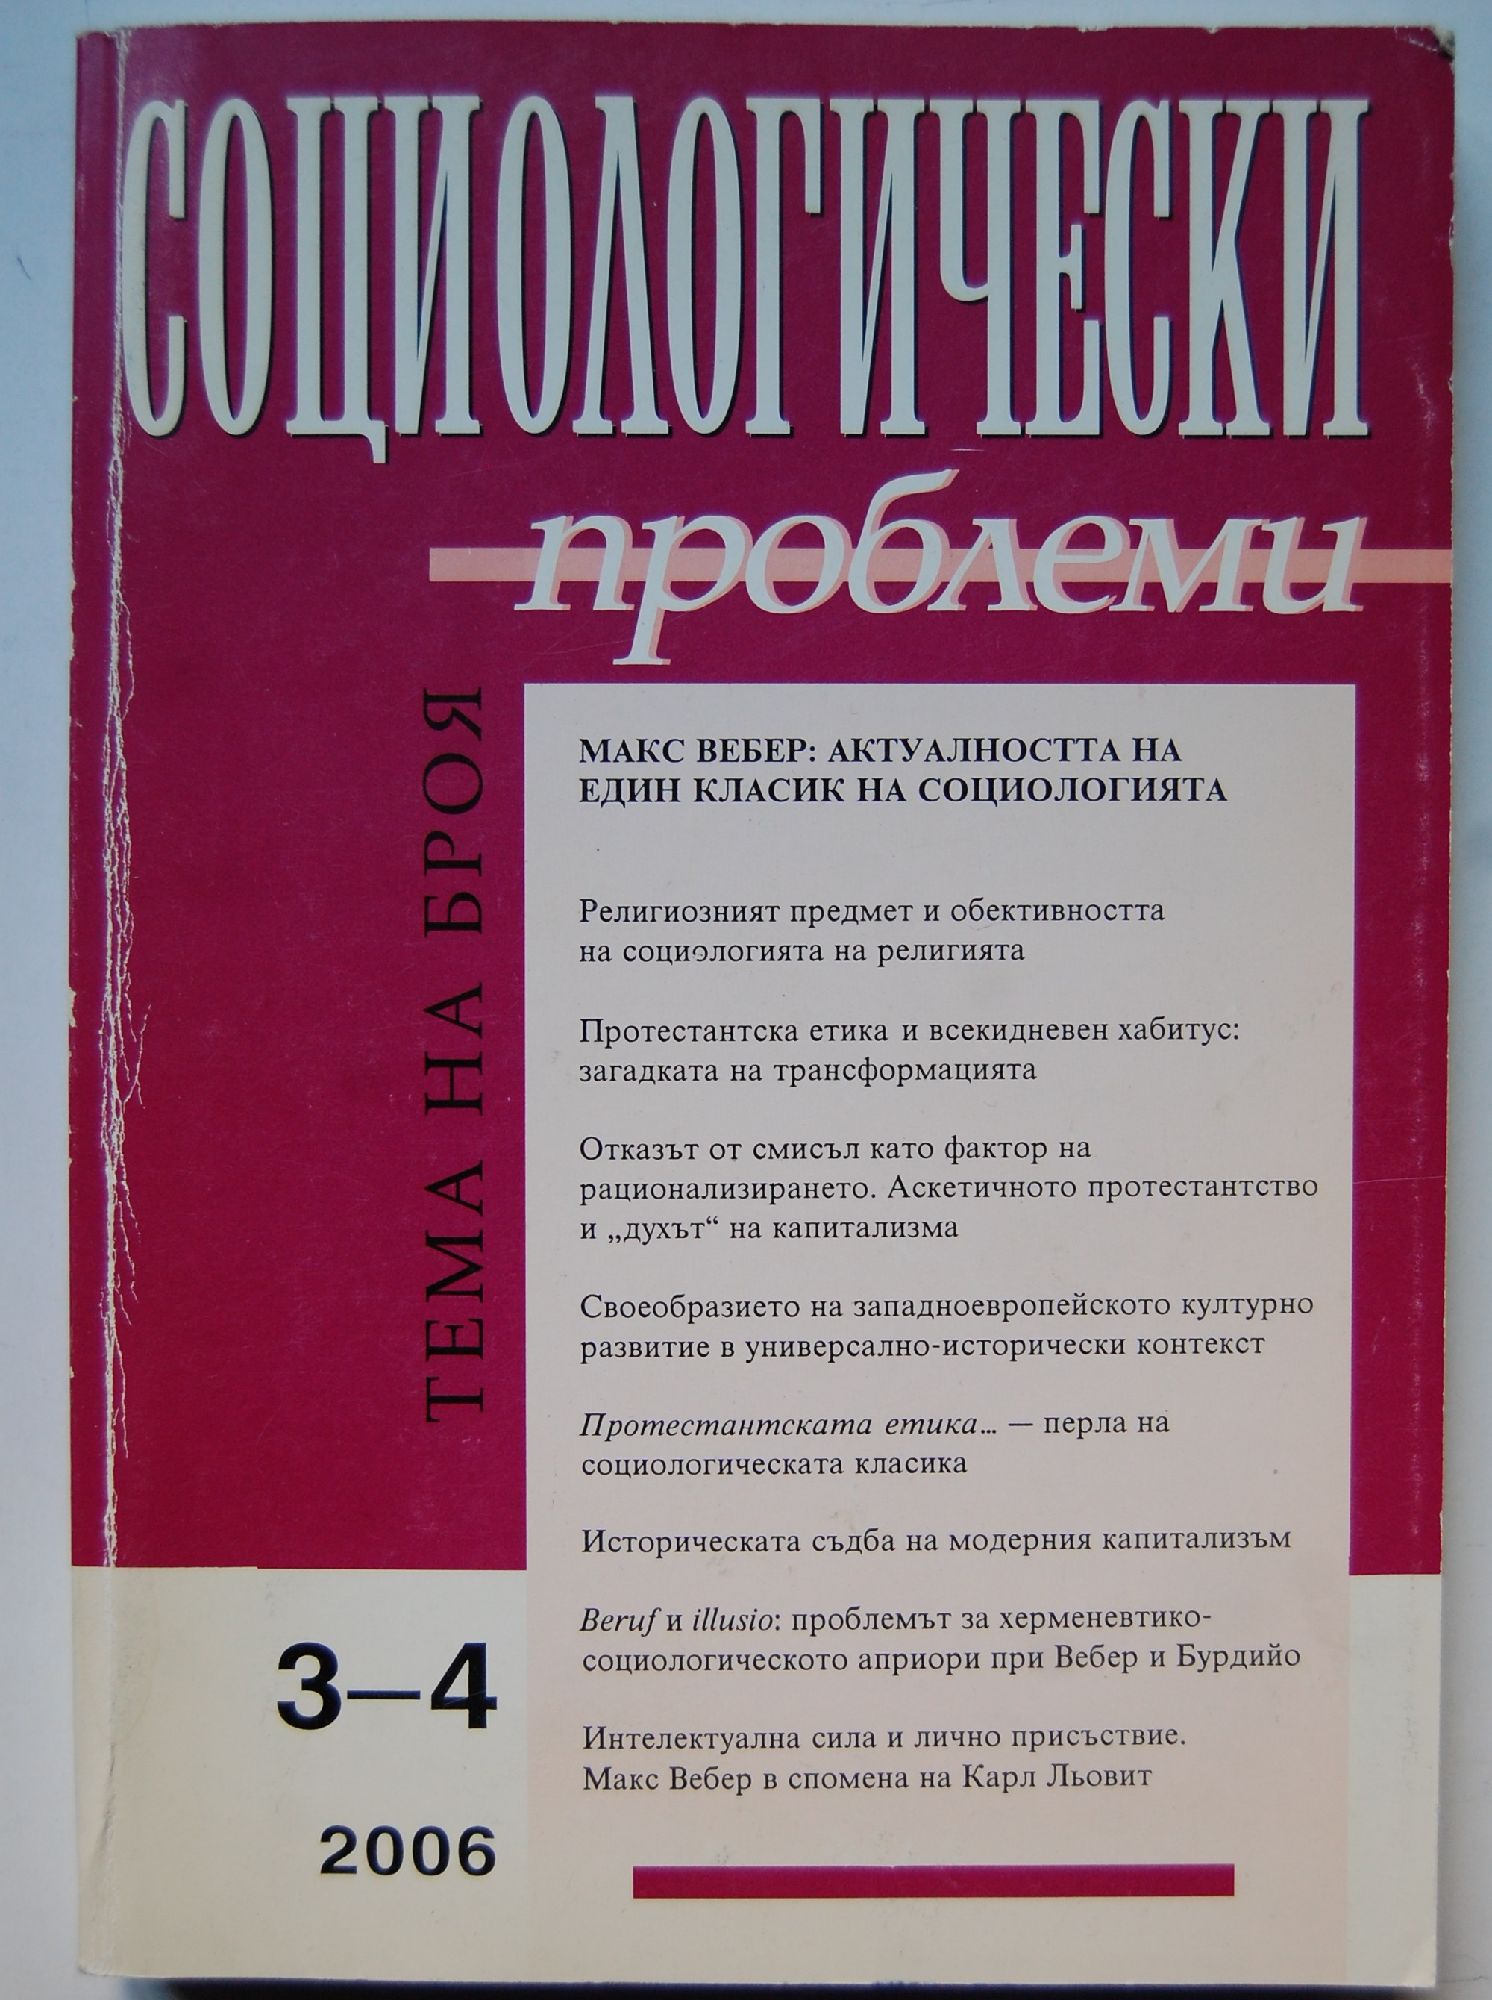 СОЦИОЛОГИЧЕСКИ
проблеми
ТЕМА НА БРОЯ
МАКС ВЕБЕР: АКТУАЛНОСТТА НА
ЕДИН КЛАСИК НА СОЦИОЛОГИЯТА
Религиозният предмет и обективността
на социологията на религията
Протестантска етика и всекидневен хабитус:
загадката на трансформацията
Отказът от смисъл като фактор на
рационализирането. Аскетичното протестантство
и „духът“ на капитализма
Своеобразието на западноевропейското културно
развитие в универсално-исторически контекст
Протестантската етика... — перла на
социологическата класика
Историческата съдба на модерния капитализъм
Beruf и illusio: проблемът за херменевтико-
социологическото априори при Вебер и Бурдийо
Интелектуална сила и лично присъствие.
Макс Вебер в спомена на Карл Льовит
3–4
2006